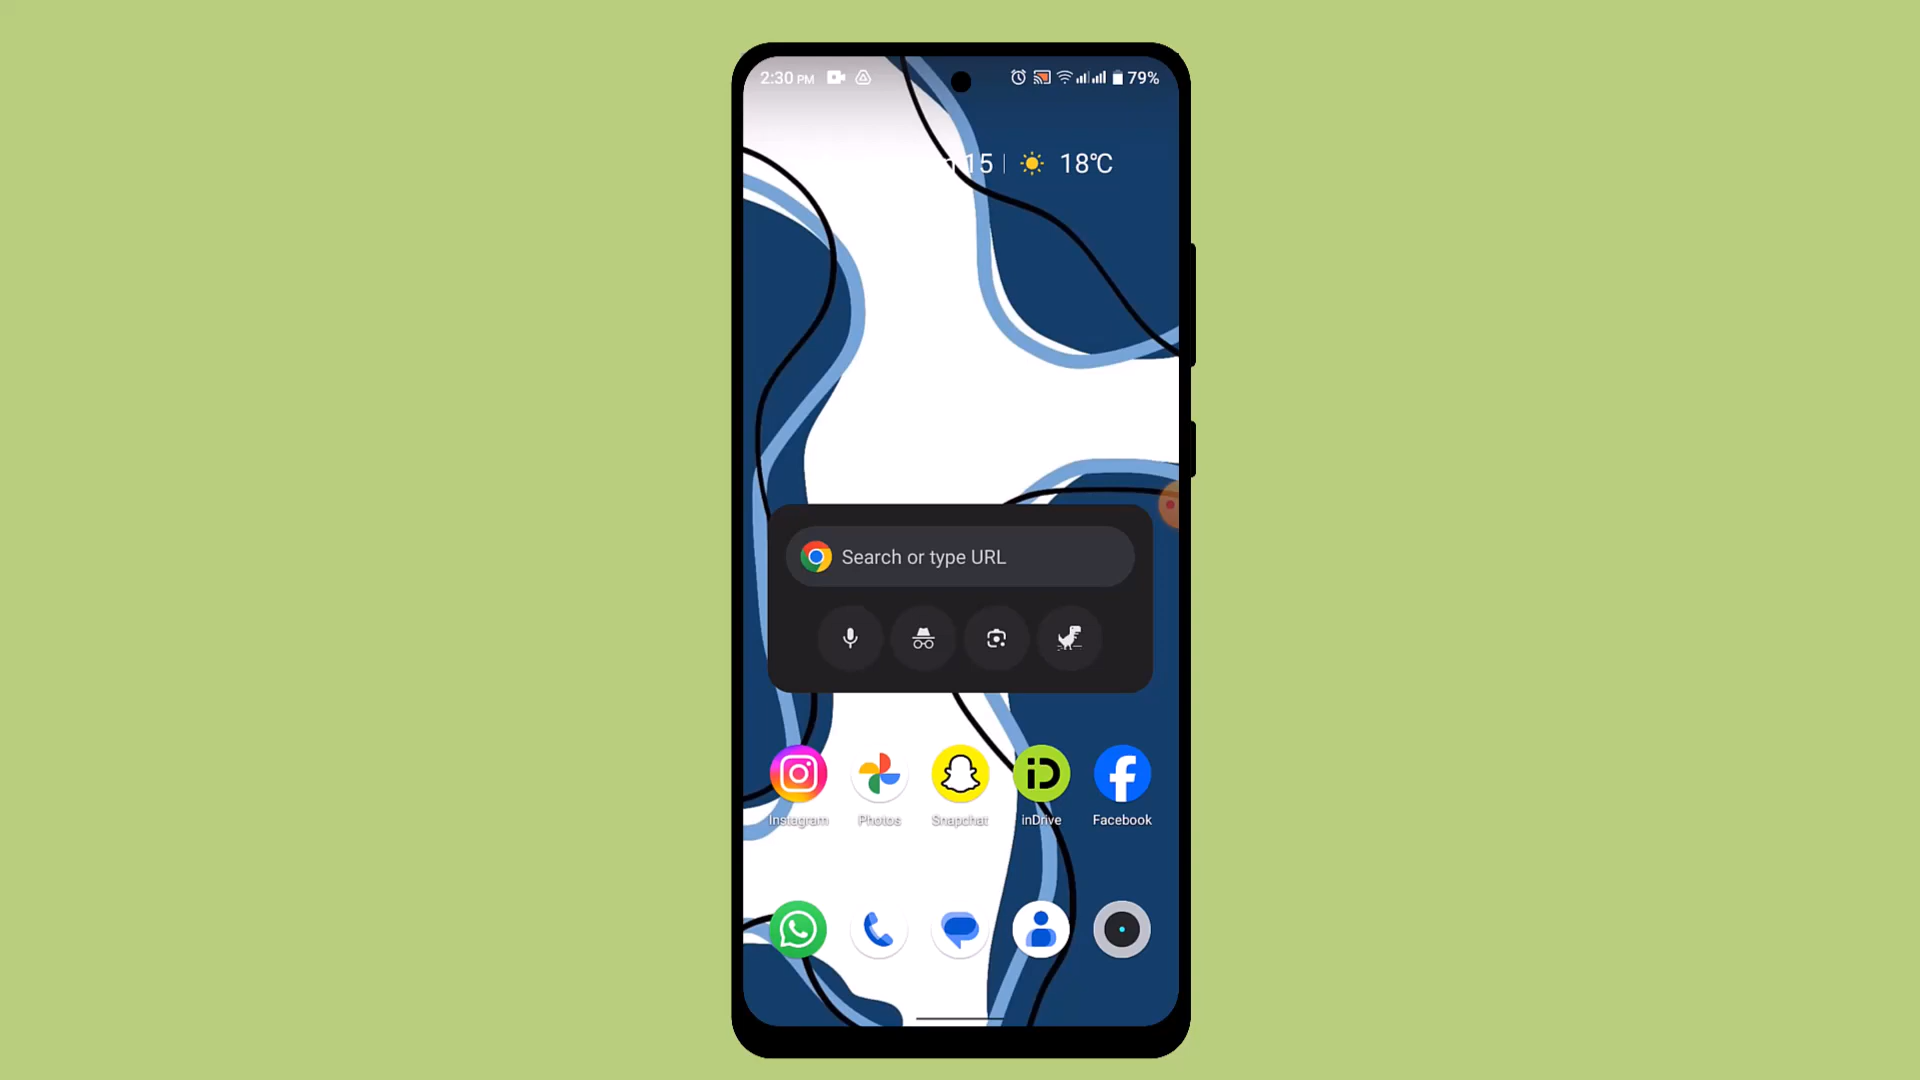 2:30 PM 79%
15 18°C
Search or type URL
Instagram Photos Snapchat inDrive Facebook